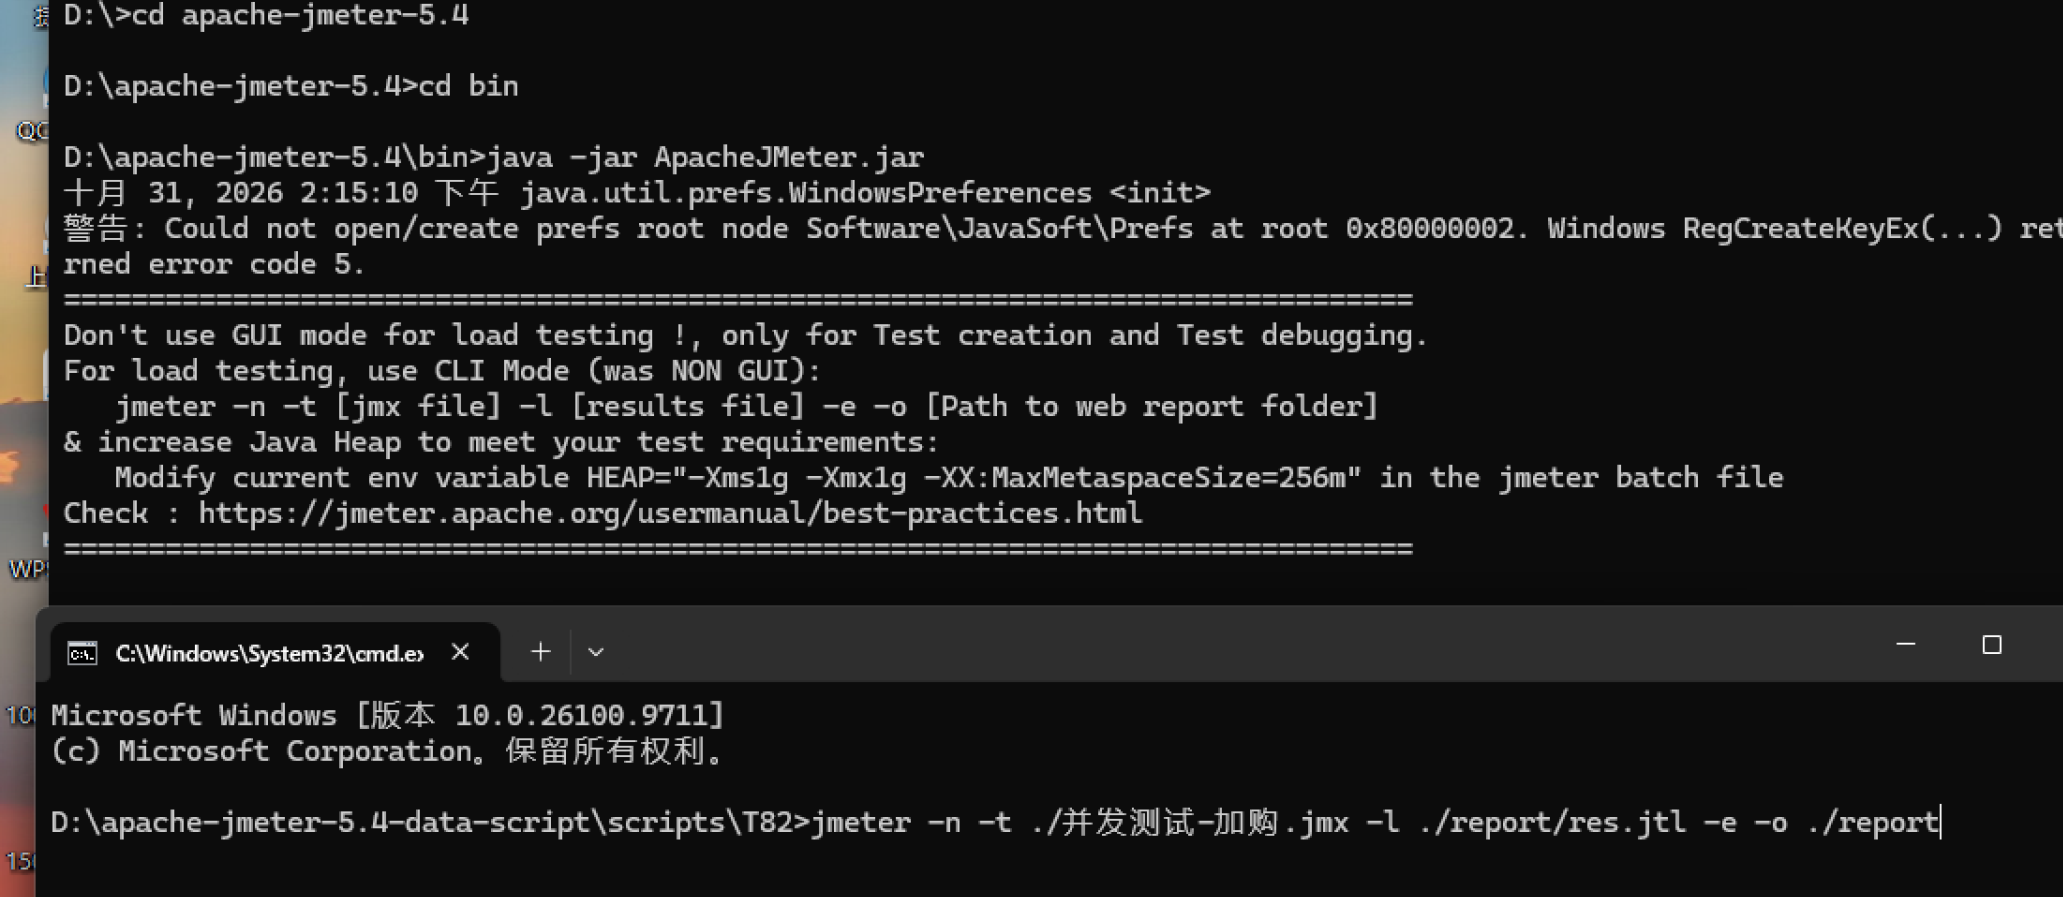 D:\>cd apache-jmeter-5.4
D:\apache-jmeter-5.4>cd bin
D:\apache-jmeter-5.4\bin>java -jar ApacheJMeter.jar
十月 31, 2026 2:15:10 下午 java.util.prefs.WindowsPreferences <init>
警告: Could not open/create prefs root node Software\JavaSoft\Prefs at root 0x80000002. Windows RegCreateKeyEx(...) ret
rned error code 5.
================================================================================
Don't use GUI mode for load testing !, only for Test creation and Test debugging.
For load testing, use CLI Mode (was NON GUI):
   jmeter -n -t [jmx file] -l [results file] -e -o [Path to web report folder]
& increase Java Heap to meet your test requirements:
   Modify current env variable HEAP="-Xms1g -Xmx1g -XX:MaxMetaspaceSize=256m" in the jmeter batch file
Check : https://jmeter.apache.org/usermanual/best-practices.html
================================================================================
C:\Windows\System32\cmd.e
Microsoft Windows [版本 10.0.26100.9711]
(c) Microsoft Corporation。保留所有权利。
D:\apache-jmeter-5.4-data-script\scripts\T82>jmeter -n -t ./并发测试-加购.jmx -l ./report/res.jtl -e -o ./report
上
WP
100
150